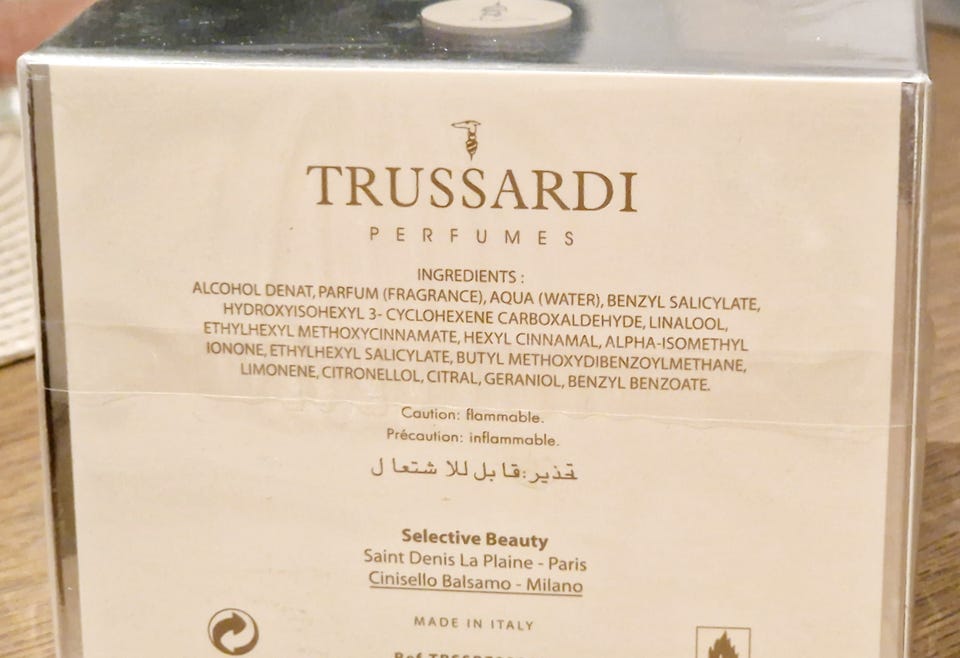 TRUSSARDI
PERFUMES
INGREDIENTS :
ALCOHOL DENAT, PARFUM (FRAGRANCE), AQUA (WATER), BENZYL SALICYLATE,
HYDROXYISOHEXYL 3- CYCLOHEXENE CARBOXALDEHYDE, LINALOOL,
ETHYLHEXYL METHOXYCINNAMATE, HEXYL CINNAMAL, ALPHA-ISOMETHYL
IONONE, ETHYLHEXYL SALICYLATE, BUTYL METHOXYDIBENZOYLMETHANE,
LIMONENE, CITRONELLOL, CITRAL, GERANIOL, BENZYL BENZOATE.
Caution: flammable.
Précaution: inflammable.
تحذير:قابل للاشتعال
Selective Beauty
Saint Denis La Plaine - Paris
Cinisello Balsamo - Milano
MADE IN ITALY